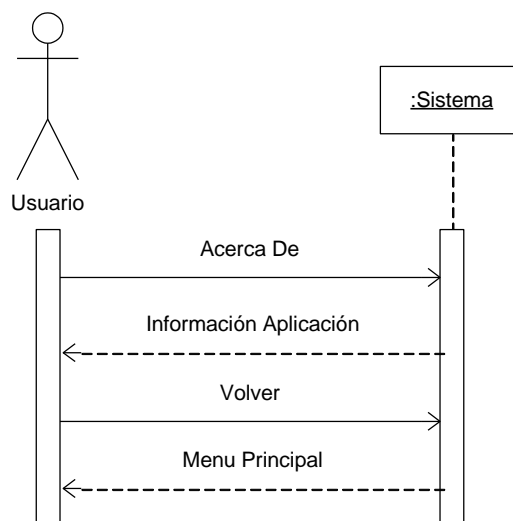 :Sistema
Usuario
Acerca De
Información Aplicación
Volver
Menu Principal